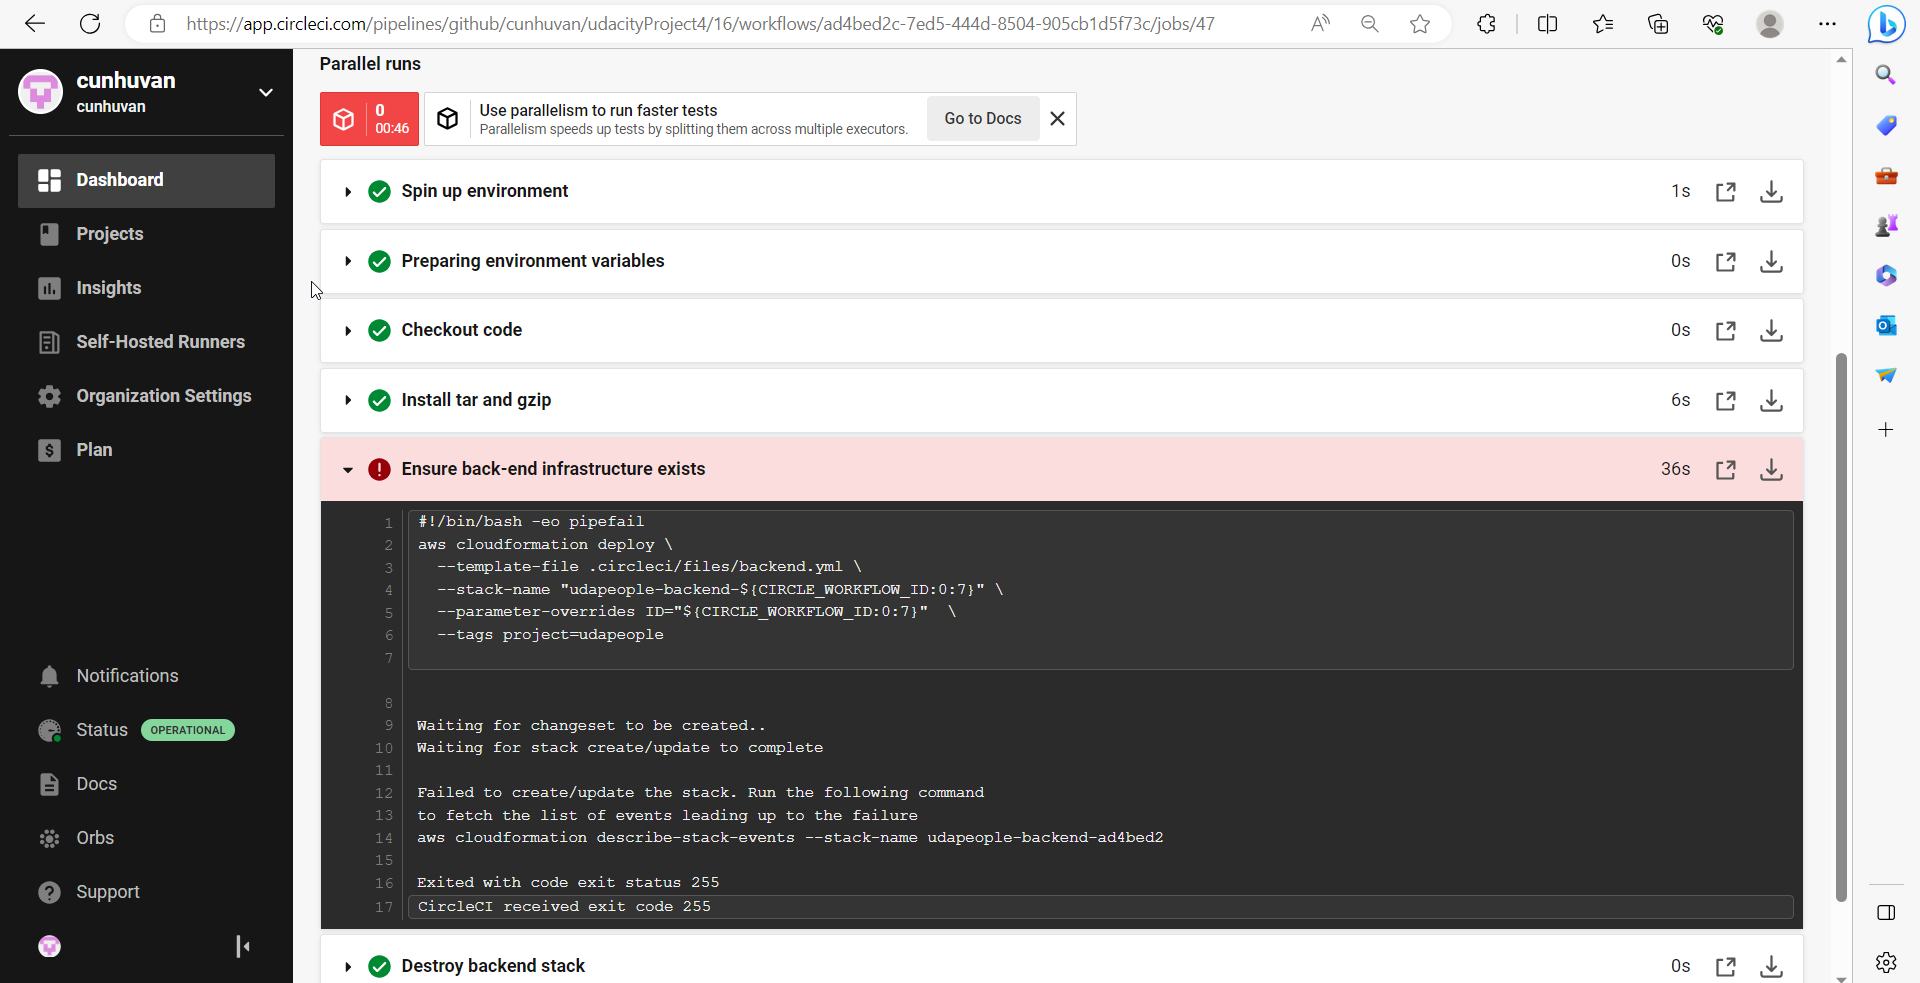 https://app.circleci.com/pipelines/github/cunhuvan/udacityProject4/16/workflows/ad4bed2c-7ed5-444d-8504-905cb1d5f73c/jobs/47
cunhuvan
cunhuvan
Dashboard
Projects
Insights
Self-Hosted Runners
Organization Settings
Plan
Notifications
Status OPERATIONAL
Docs
Orbs
Support
Parallel runs
0
00:46
Use parallelism to run faster tests
Parallelism speeds up tests by splitting them across multiple executors.
Go to Docs
Spin up environment 1s
Preparing environment variables 0s
Checkout code 0s
Install tar and gzip 6s
Ensure back-end infrastructure exists 36s
1 #!/bin/bash -eo pipefail
2 aws cloudformation deploy \
3 --template-file .circleci/files/backend.yml \
4 --stack-name "udapeople-backend-${CIRCLE_WORKFLOW_ID:0:7}" \
5 --parameter-overrides ID="${CIRCLE_WORKFLOW_ID:0:7}" \
6 --tags project=udapeople
7
8
9 Waiting for changeset to be created..
10 Waiting for stack create/update to complete
11
12 Failed to create/update the stack. Run the following command
13 to fetch the list of events leading up to the failure
14 aws cloudformation describe-stack-events --stack-name udapeople-backend-ad4bed2
15
16 Exited with code exit status 255
17 CircleCI received exit code 255
Destroy backend stack 0s